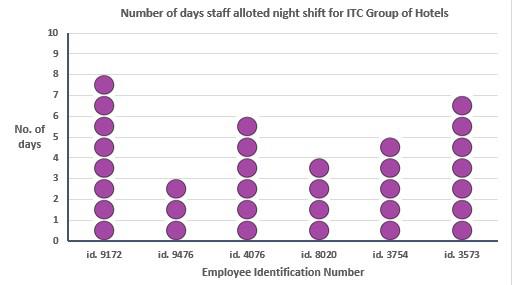 Number of days staff alloted night shift for ITC Group of Hotels
10
9
8
7
6
5
4
3
2
1
0
No. of
days
id. 9172 id. 9476 id. 4076 id. 8020 id. 3754 id. 3573
Employee Identification Number